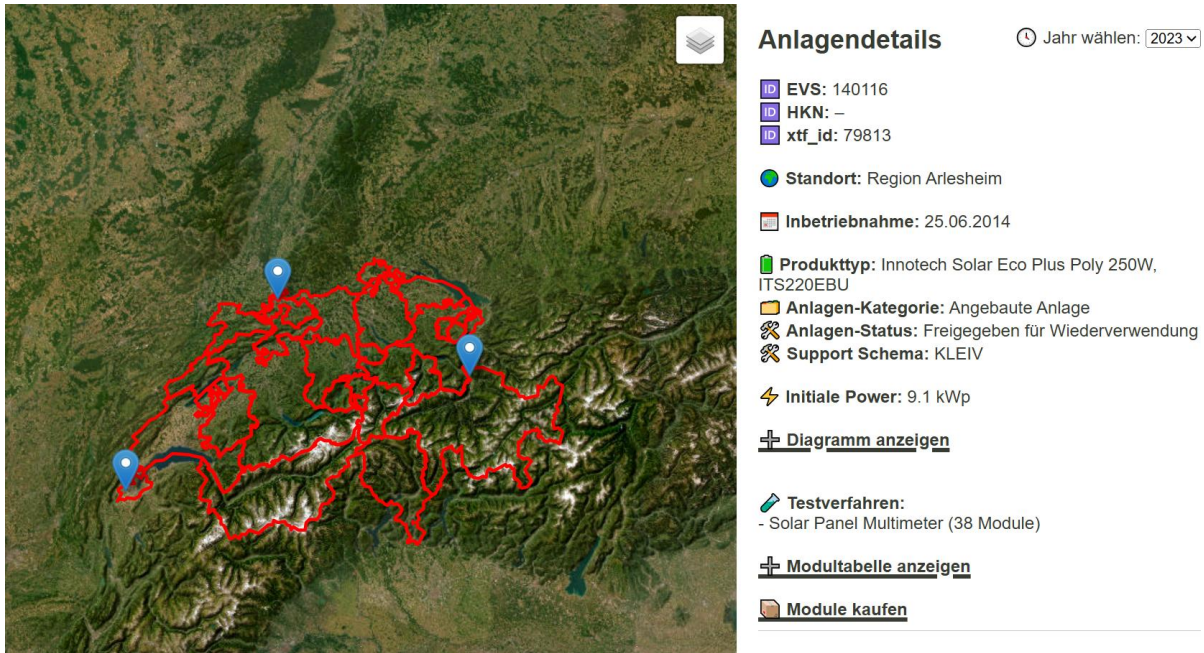 Anlagendetails
Jahr wählen: 2023
ID EVS: 140116
ID HKN: –
ID xtf_id: 79813
Standort: Region Arlesheim
Inbetriebnahme: 25.06.2014
Produkttyp: Innotech Solar Eco Plus Poly 250W,
ITS220EBU
Anlagen-Kategorie: Angebaute Anlage
Anlagen-Status: Freigegeben für Wiederverwendung
Support Schema: KLEIV
Initiale Power: 9.1 kWp
Diagramm anzeigen
Testverfahren:
- Solar Panel Multimeter (38 Module)
Modultabelle anzeigen
Module kaufen